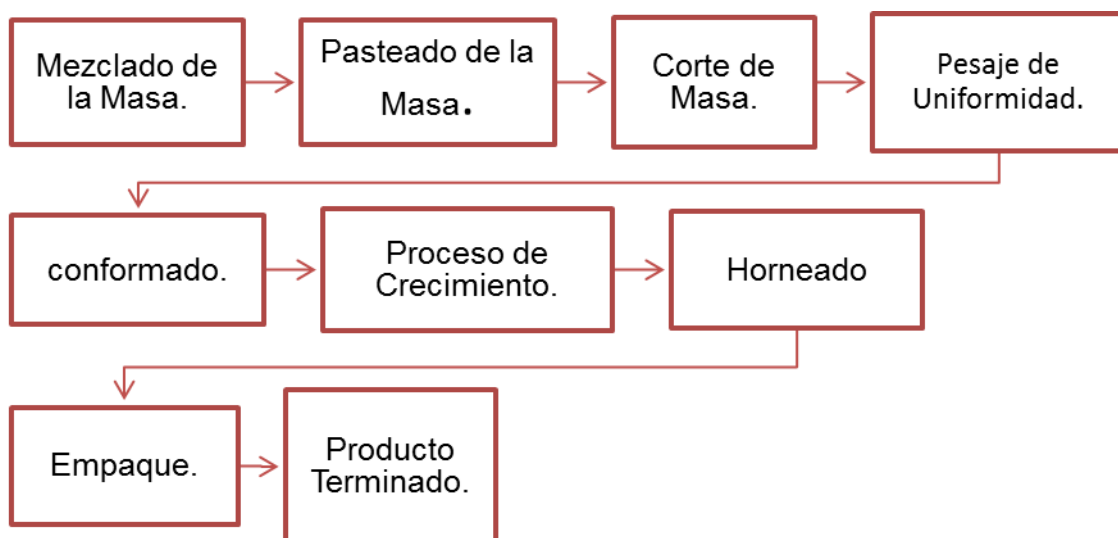 Mezclado de
la Masa.
Pasteado de la
Masa.
Corte de
Masa.
Pesaje de
Uniformidad.
conformado.
Proceso de
Crecimiento.
Horneado
Empaque.
Producto
Terminado.